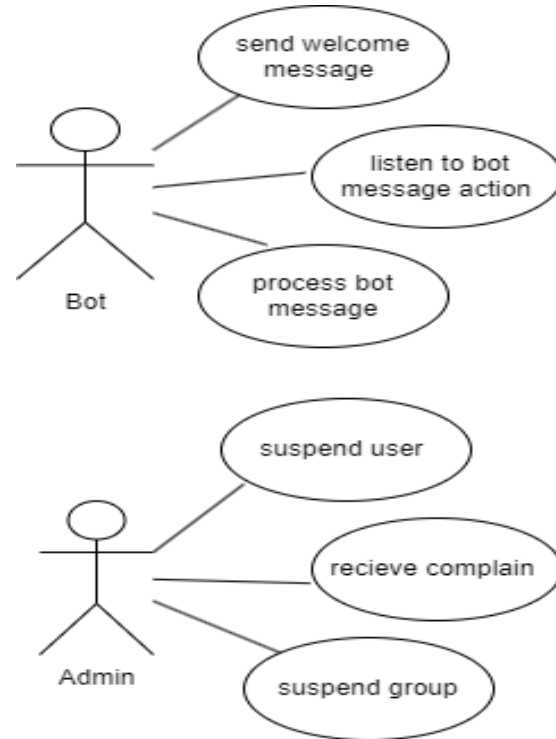 send welcome
message
listen to bot
message action
process bot
message
Bot
suspend user
recieve complain
suspend group
Admin